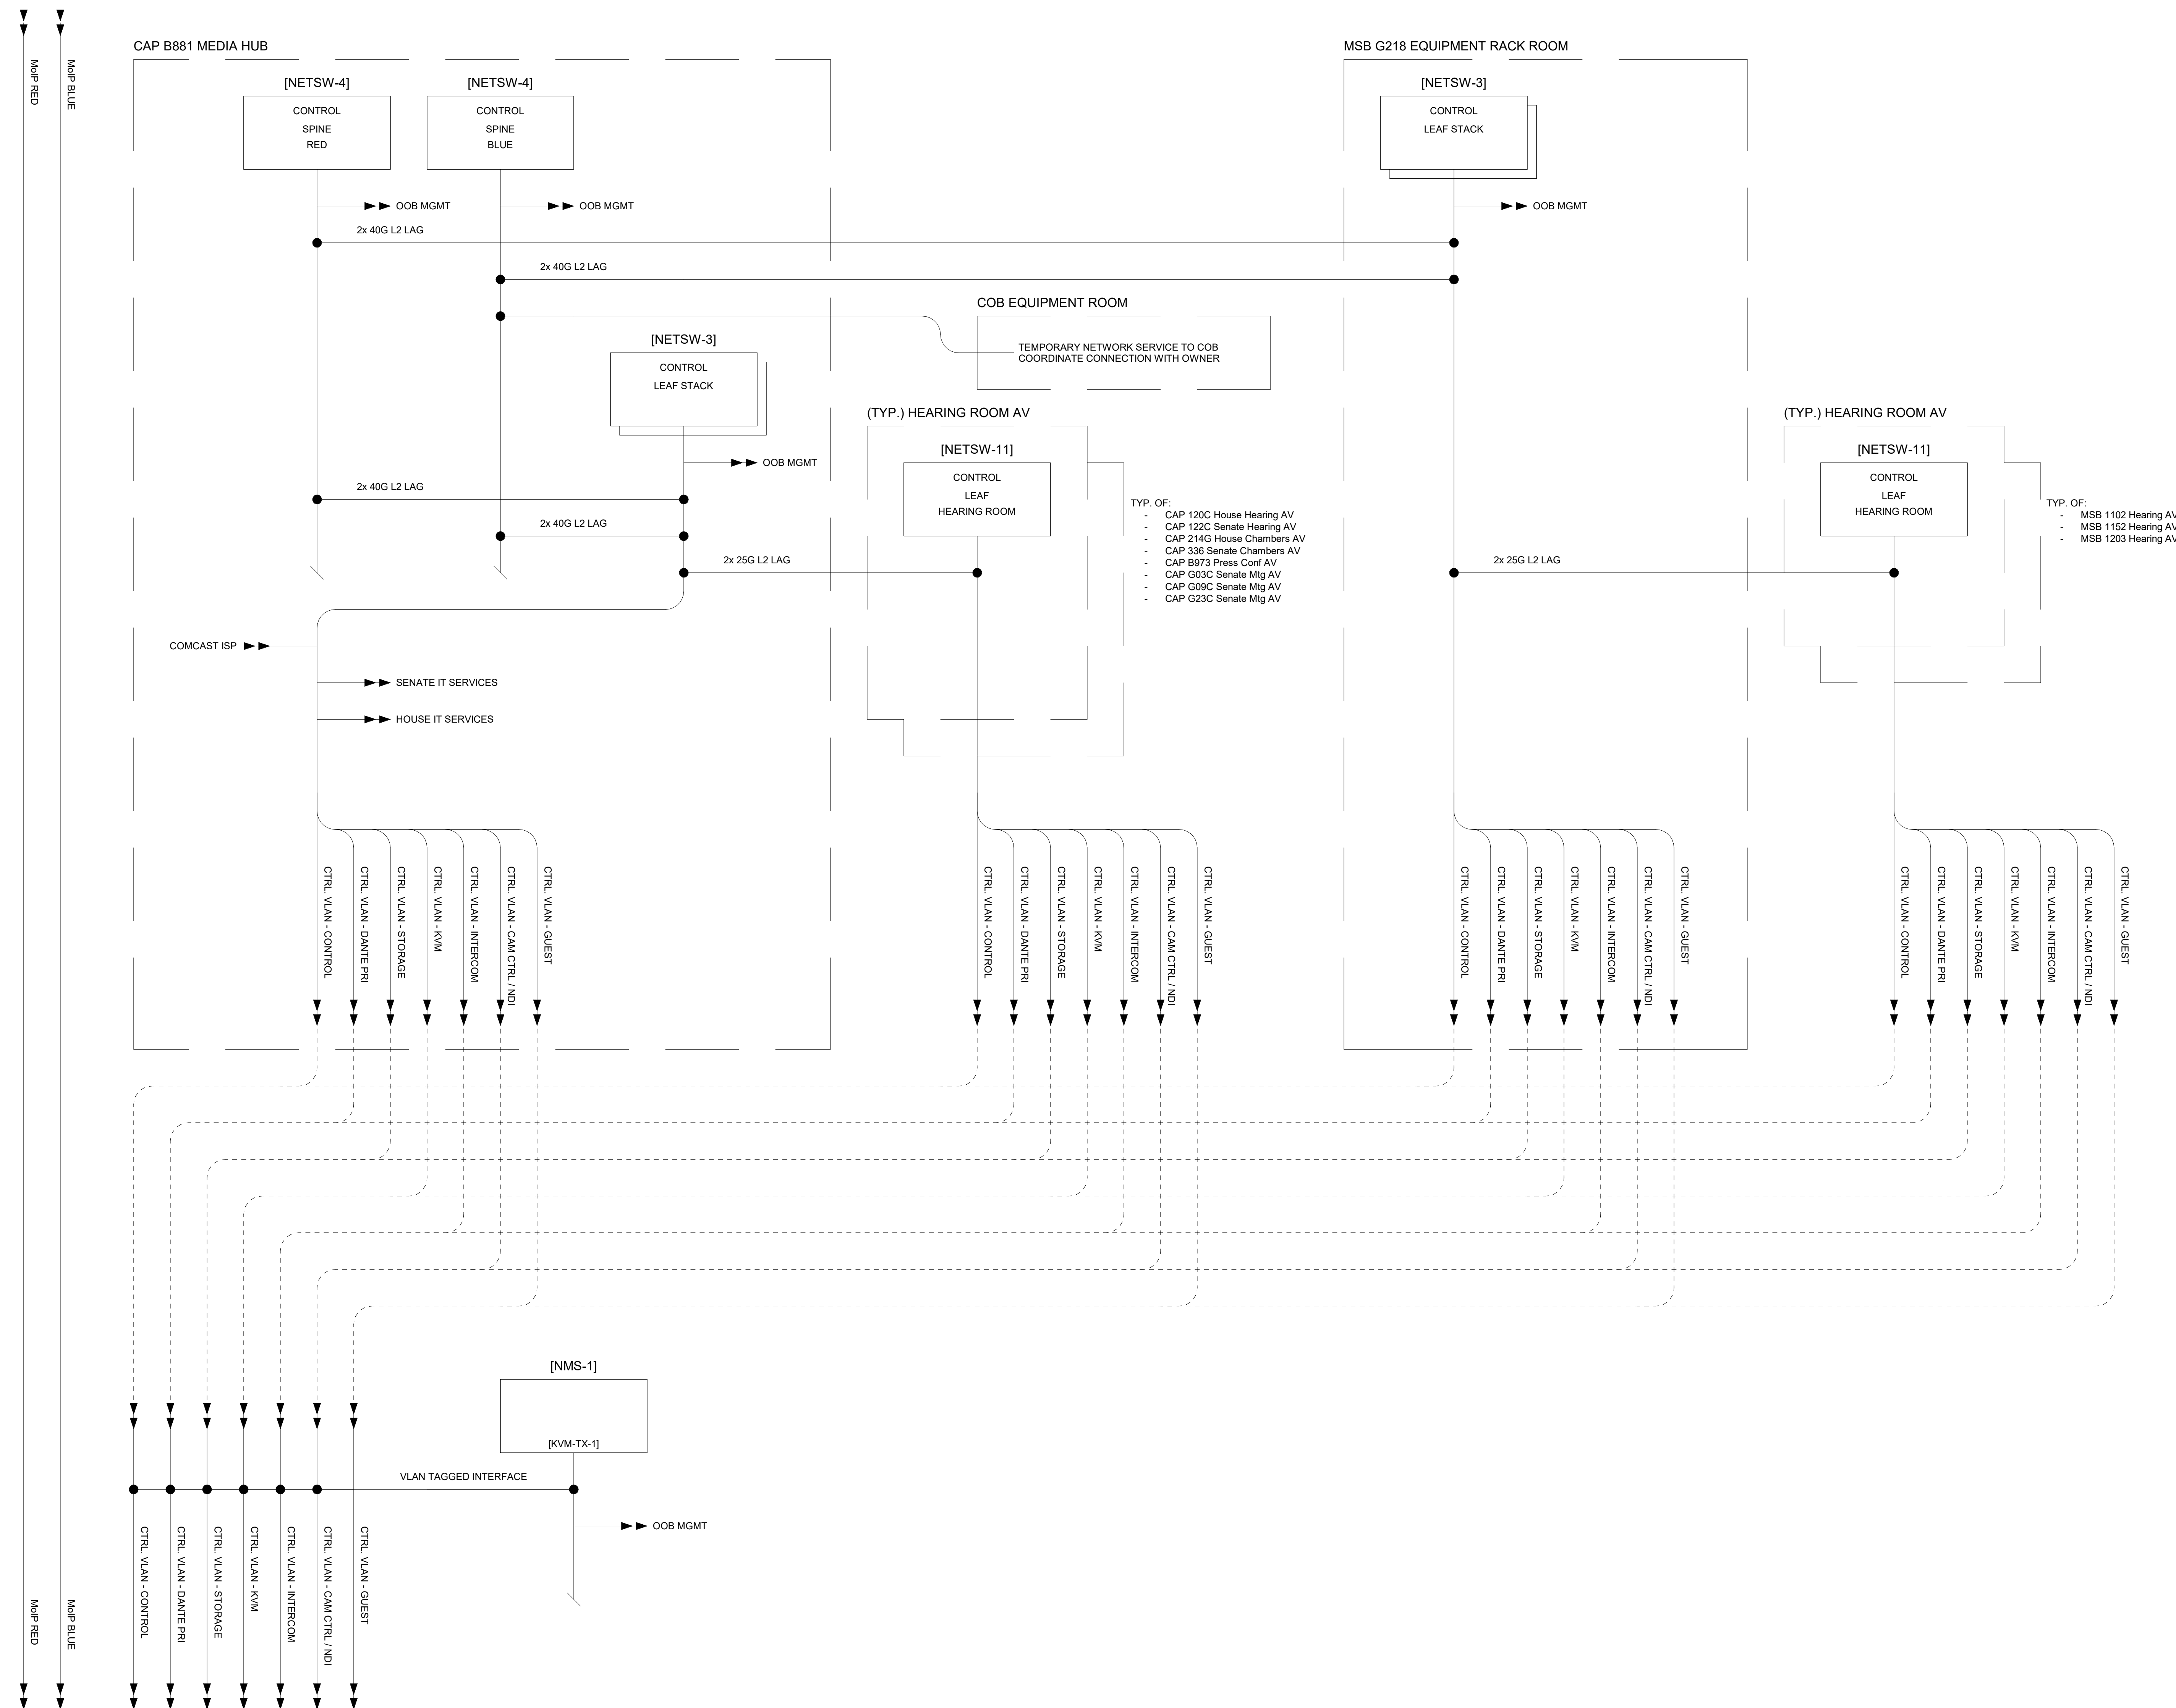 MoIP RED
MoIP BLUE
CAP B881 MEDIA HUB
[NETSW-4]
CONTROL
SPINE
RED
OOB MGMT
2x 40G L2 LAG
[NETSW-4]
CONTROL
SPINE
BLUE
OOB MGMT
2x 40G L2 LAG
[NETSW-3]
CONTROL
LEAF STACK
OOB MGMT
2x 40G L2 LAG
2x 40G L2 LAG
2x 25G L2 LAG
COMCAST ISP
SENATE IT SERVICES
HOUSE IT SERVICES
CTRL. VLAN - CONTROL
CTRL. VLAN - DANTE PRI
CTRL. VLAN - STORAGE
CTRL. VLAN - KVM
CTRL. VLAN - INTERCOM
CTRL. VLAN - CAM CTRL / NDI
CTRL. VLAN - GUEST
COB EQUIPMENT ROOM
TEMPORARY NETWORK SERVICE TO COB
COORDINATE CONNECTION WITH OWNER
(TYP.) HEARING ROOM AV
[NETSW-11]
CONTROL
LEAF
HEARING ROOM
TYP. OF:
- CAP 120C House Hearing AV
- CAP 122C Senate Hearing AV
- CAP 214G House Chambers AV
- CAP 336 Senate Chambers AV
- CAP B973 Press Conf AV
- CAP G03C Senate Mtg AV
- CAP G09C Senate Mtg AV
- CAP G23C Senate Mtg AV
CTRL. VLAN - CONTROL
CTRL. VLAN - DANTE PRI
CTRL. VLAN - STORAGE
CTRL. VLAN - KVM
CTRL. VLAN - INTERCOM
CTRL. VLAN - CAM CTRL / NDI
CTRL. VLAN - GUEST
MSB G218 EQUIPMENT RACK ROOM
[NETSW-3]
CONTROL
LEAF STACK
OOB MGMT
2x 25G L2 LAG
CTRL. VLAN - CONTROL
CTRL. VLAN - DANTE PRI
CTRL. VLAN - STORAGE
CTRL. VLAN - KVM
CTRL. VLAN - INTERCOM
CTRL. VLAN - CAM CTRL / NDI
CTRL. VLAN - GUEST
(TYP.) HEARING ROOM AV
[NETSW-11]
CONTROL
LEAF
HEARING ROOM
TYP. OF:
- MSB 1102 Hearing AV
- MSB 1152 Hearing AV
- MSB 1203 Hearing AV
CTRL. VLAN - CONTROL
CTRL. VLAN - DANTE PRI
CTRL. VLAN - STORAGE
CTRL. VLAN - KVM
CTRL. VLAN - INTERCOM
CTRL. VLAN - CAM CTRL / NDI
CTRL. VLAN - GUEST
[NMS-1]
[KVM-TX-1]
VLAN TAGGED INTERFACE
OOB MGMT
MoIP RED
MoIP BLUE
CTRL. VLAN - CONTROL
CTRL. VLAN - DANTE PRI
CTRL. VLAN - STORAGE
CTRL. VLAN - KVM
CTRL. VLAN - INTERCOM
CTRL. VLAN - CAM CTRL / NDI
CTRL. VLAN - GUEST